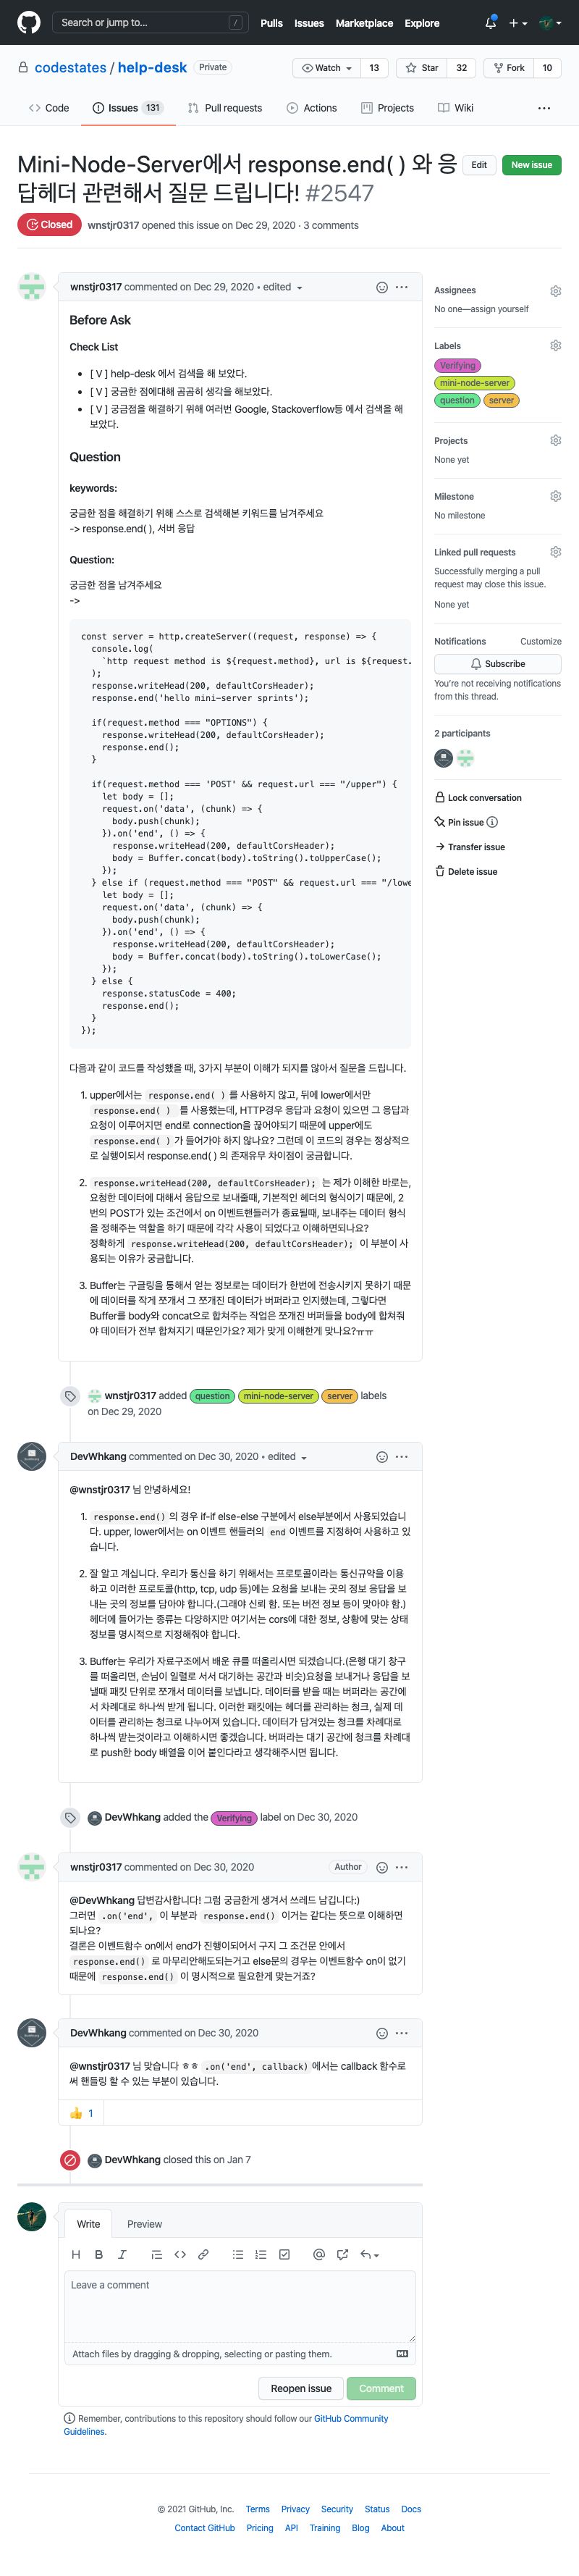 Search or jump to... /
Pulls Issues Marketplace Explore
codestates / help-desk Private
Watch 13 Star 32 Fork 10
Code Issues 131 Pull requests Actions Projects Wiki
Mini-Node-Server에서 response.end( ) 와 응
답헤더 관련해서 질문 드립니다! #2547
Edit New issue
Closed wnstjr0317 opened this issue on Dec 29, 2020 · 3 comments
wnstjr0317 commented on Dec 29, 2020 • edited
Before Ask
Check List
• [ V ] help-desk 에서 검색을 해 보았다.
• [ V ] 궁금한 점에대해 곰곰히 생각을 해보았다.
• [ V ] 궁금점을 해결하기 위해 여러번 Google, Stackoverflow등 에서 검색을 해
보았다.
Question
keywords:
궁금한 점을 해결하기 위해 스스로 검색해본 키워드를 남겨주세요
-> response.end( ), 서버 응답
Question:
궁금한 점을 남겨주세요
->
const server = http.createServer((request, response) => {
console.log(
`http request method is ${request.method}, url is ${request.
);
response.writeHead(200, defaultCorsHeader);
response.end('hello mini-server sprints');
if(request.method === "OPTIONS") {
response.writeHead(200, defaultCorsHeader);
response.end();
}
if(request.method === 'POST' && request.url === "/upper") {
let body = [];
request.on('data', (chunk) => {
body.push(chunk);
}).on('end', () => {
response.writeHead(200, defaultCorsHeader);
body = Buffer.concat(body).toString().toUpperCase();
});
} else if (request.method === "POST" && request.url === "/lowe
let body = [];
request.on('data', (chunk) => {
body.push(chunk);
}).on('end', () => {
response.writeHead(200, defaultCorsHeader);
body = Buffer.concat(body).toString().toLowerCase();
});
} else {
response.statusCode = 400;
response.end();
}
});
다음과 같이 코드를 작성했을 때, 3가지 부분이 이해가 되지를 않아서 질문을 드립니다.
1. upper에서는 response.end( ) 를 사용하지 않고, 뒤에 lower에서만
response.end( ) 를 사용했는데, HTTP경우 응답과 요청이 있으면 그 응답과
요청이 이루어지면 end로 connection을 끊어야되기 때문에 upper에도
response.end( ) 가 들어가야 하지 않나요? 그런데 이 코드의 경우는 정상적으
로 실행이되서 response.end( ) 의 존재유무 차이점이 궁금합니다.
2. response.writeHead(200, defaultCorsHeader); 는 제가 이해한 바로는,
요청한 데이터에 대해서 응답으로 보내줄때, 기본적인 헤더의 형식이기 때문에, 2
번의 POST가 있는 조건에서 on 이벤트핸들러가 종료될때, 보내주는 데이터 형식
을 정해주는 역할을 하기 때문에 각각 사용이 되었다고 이해하면되나요?
정확하게 response.writeHead(200, defaultCorsHeader); 이 부분이 사
용되는 이유가 궁금합니다.
3. Buffer는 구글링을 통해서 얻는 정보로는 데이터가 한번에 전송시키지 못하기 때문
에 데이터를 작게 쪼개서 그 쪼개진 데이터가 버퍼라고 인지했는데, 그렇다면
Buffer를 body와 concat으로 합쳐주는 작업은 쪼개진 버퍼들을 body에 합쳐줘
야 데이터가 전부 합쳐지기 때문인가요? 제가 맞게 이해한게 맞나요?ㅠㅠ
wnstjr0317 added question mini-node-server server labels
on Dec 29, 2020
DevWhkang commented on Dec 30, 2020 • edited
@wnstjr0317 님 안녕하세요!
1. response.end() 의 경우 if-if else-else 구분에서 else부분에서 사용되었습니
다. upper, lower에서는 on 이벤트 핸들러의 end 이벤트를 지정하여 사용하고 있
습니다.
2. 잘 알고 계십니다. 우리가 통신을 하기 위해서는 프로토콜이라는 통신규약을 이용
하고 이러한 프로토콜(http, tcp, udp 등)에는 요청을 보내는 곳의 정보 응답을 보
내는 곳의 정보를 담아야 합니다.(그래야 신뢰 함. 또는 버전 정보 등이 맞아야 함.)
헤더에 들어가는 종류는 다양하지만 여기서는 cors에 대한 정보, 상황에 맞는 상태
정보를 명시적으로 지정해줘야 합니다.
3. Buffer는 우리가 자료구조에서 배운 큐를 떠올리시면 되겠습니다.(은행 대기 창구
를 떠올리면, 손님이 일렬로 서서 대기하는 공간과 비슷)요청을 보내거나 응답을 보
낼때 패킷 단위로 쪼개서 데이터를 보냅니다. 데이터를 받을 때는 버퍼라는 공간에
서 차례대로 하나씩 받게 됩니다. 이러한 패킷에는 헤더를 관리하는 청크, 실제 데
이터를 관리하는 청크로 나누어져 있습니다. 데이터가 담겨있는 청크를 차례대로
하나씩 받는것이라고 이해하시면 좋겠습니다. 버퍼라는 대기 공간에 청크를 차례대
로 push한 body 배열을 이어 붙인다라고 생각해주시면 됩니다.
DevWhkang added the Verifying label on Dec 30, 2020
wnstjr0317 commented on Dec 30, 2020 Author
@DevWhkang 답변감사합니다! 그럼 궁금한게 생겨서 쓰레드 남깁니다:)
그러면 .on('end', 이 부분과 response.end() 이거는 같다는 뜻으로 이해하면
되나요?
결론은 이벤트함수 on에서 end가 진행이되어서 구지 그 조건문 안에서
response.end() 로 마무리안해도되는거고 else문의 경우는 이벤트함수 on이 없기
때문에 response.end() 이 명시적으로 필요한게 맞는거죠?
DevWhkang commented on Dec 30, 2020
@wnstjr0317 님 맞습니다 ㅎㅎ .on('end', callback) 에서는 callback 함수로
써 핸들링 할 수 있는 부분이 있습니다.
👍 1
DevWhkang closed this on Jan 7
Write Preview
Leave a comment
Attach files by dragging & dropping, selecting or pasting them.
Reopen issue Comment
Remember, contributions to this repository should follow our GitHub Community
Guidelines.
Assignees
No one—assign yourself
Labels
Verifying
mini-node-server
question server
Projects
None yet
Milestone
No milestone
Linked pull requests
Successfully merging a pull
request may close this issue.
None yet
Notifications Customize
Subscribe
You're not receiving notifications
from this thread.
2 participants
Lock conversation
Pin issue
Transfer issue
Delete issue
© 2021 GitHub, Inc. Terms Privacy Security Status Docs
Contact GitHub Pricing API Training Blog About